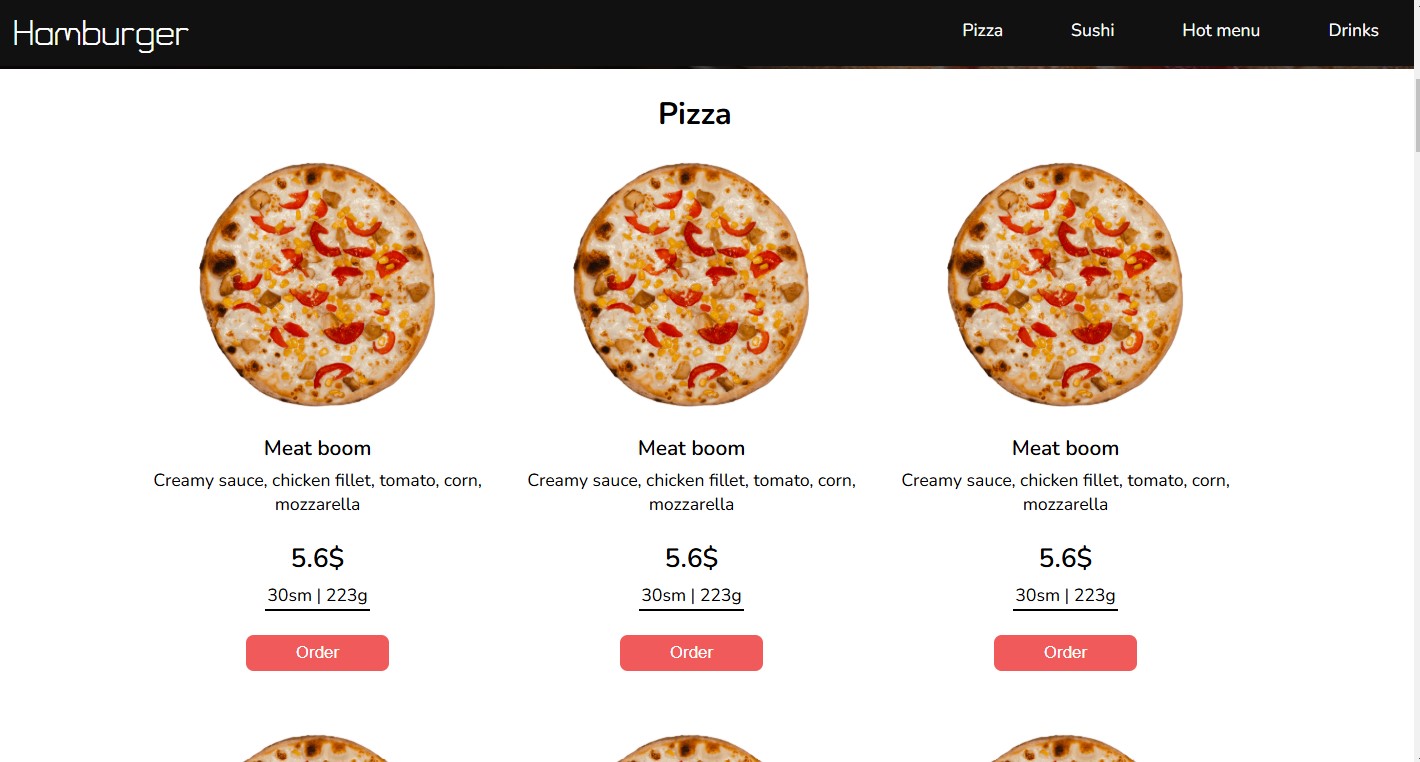 Hamburger
Pizza Sushi Hot menu Drinks
Pizza
Meat boom
Creamy sauce, chicken fillet, tomato, corn,
mozzarella
5.6$
30sm | 223g
Order
Meat boom
Creamy sauce, chicken fillet, tomato, corn,
mozzarella
5.6$
30sm | 223g
Order
Meat boom
Creamy sauce, chicken fillet, tomato, corn,
mozzarella
5.6$
30sm | 223g
Order